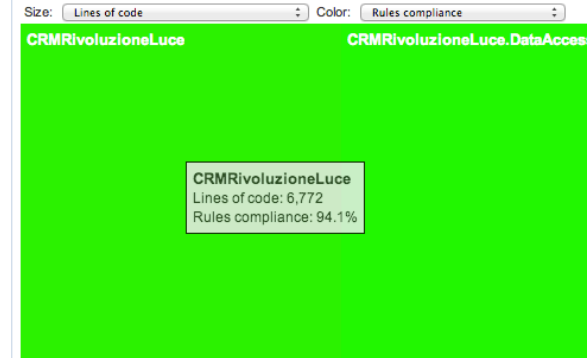 Size: Lines of code Color: Rules compliance
CRMRivoluzioneLuce CRMRivoluzioneLuce.DataAcces
CRMRivoluzioneLuce
Lines of code: 6,772
Rules compliance: 94.1%